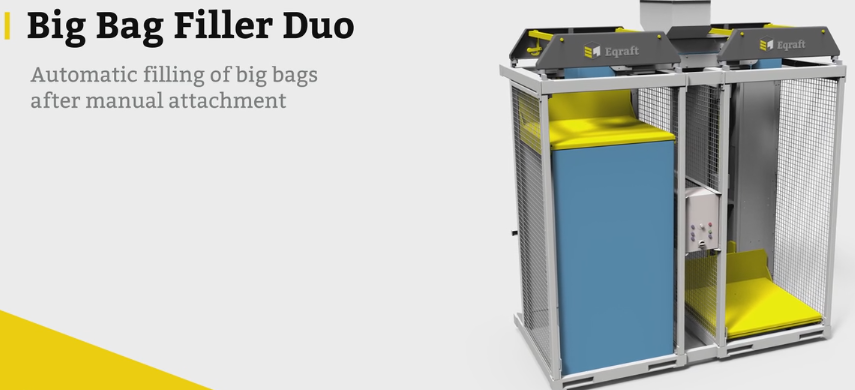 Big Bag Filler Duo
Automatic filling of big bags
after manual attachment
Eqraft
Eqraft